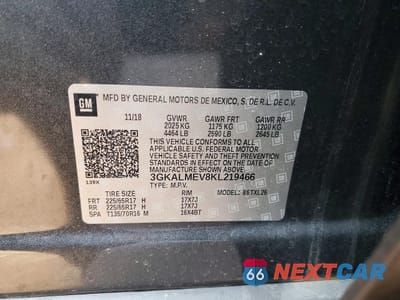 GM
MFD BY GENERAL MOTORS DE MEXICO, S. DE R.L. DE C.V.
11/18 GVWR GAWR FRT GAWR RR
2025 KG 1175 KG 1200 KG
4464 LB 2590 LB 2645 LB
THIS VEHICLE CONFORMS TO ALL
APPLICABLE U.S. FEDERAL MOTOR
VEHICLE SAFETY AND THEFT PREVENTION
STANDARDS IN EFFECT ON THE DATE OF
MANUFACTURE SHOWN ABOVE.
139X
3GKALMEV8KL219466
TYPE: M.P.V. MODEL: 66TXL26
TIRE SIZE RIM
FRT 225/65R17 H 17X7J
RR 225/65R17 H 17X7J
SPA T135/70R16 M 16X4BT
66 NEXTCAR